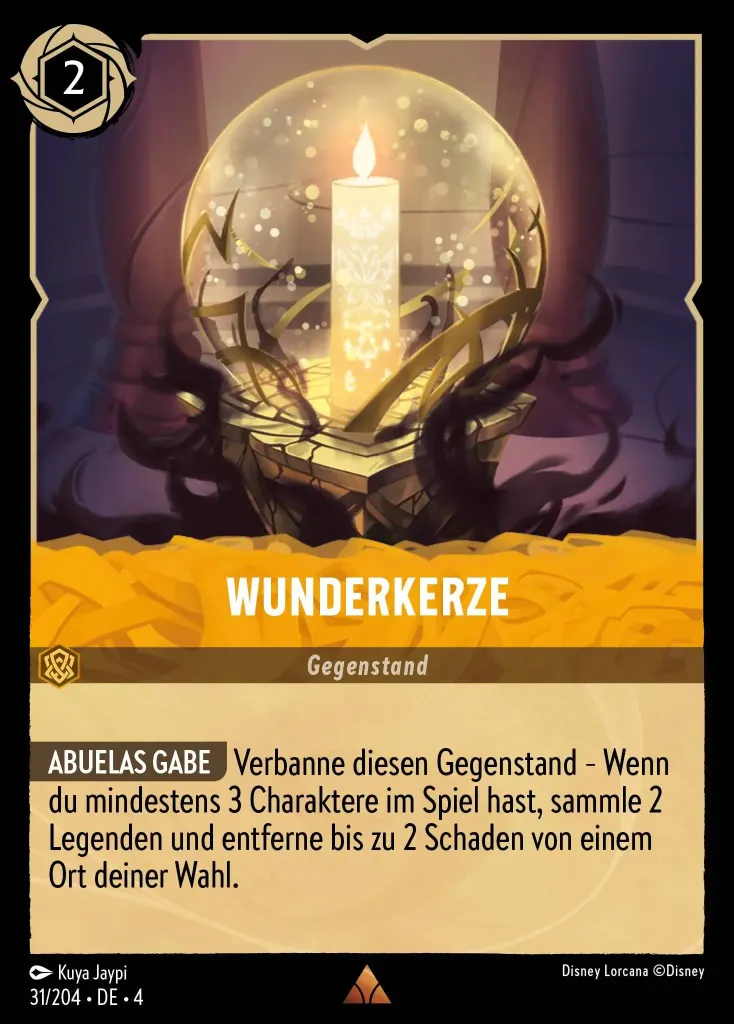 2
WUNDERKERZE
Gegenstand
ABUELAS GABE Verbanne diesen Gegenstand – Wenn
du mindestens 3 Charaktere im Spiel hast, sammle 2
Legenden und entferne bis zu 2 Schaden von einem
Ort deiner Wahl.
Kuya Jaypi
Disney Lorcana ©Disney
31/204 • DE • 4